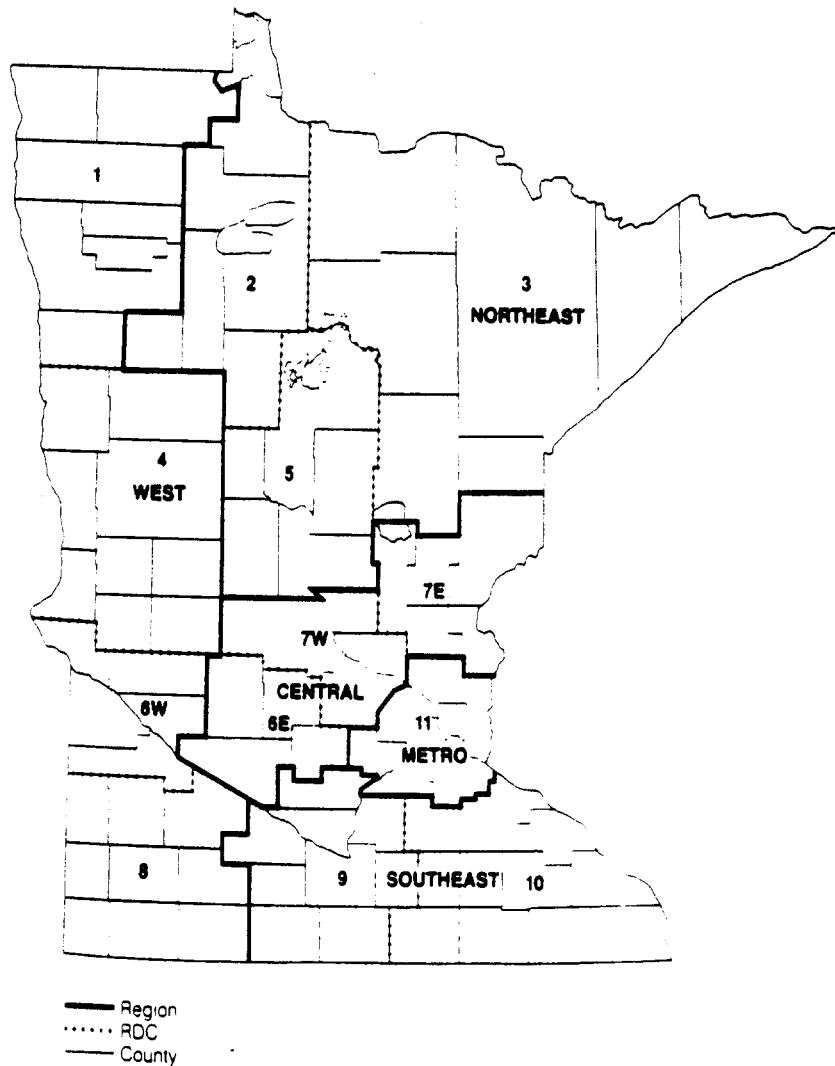 1
2
3
NORTHEAST
4
WEST
5
7E
7W
CENTRAL
6W
6E
11
METRO
8
9
SOUTHEAST
10
Region
RDC
County